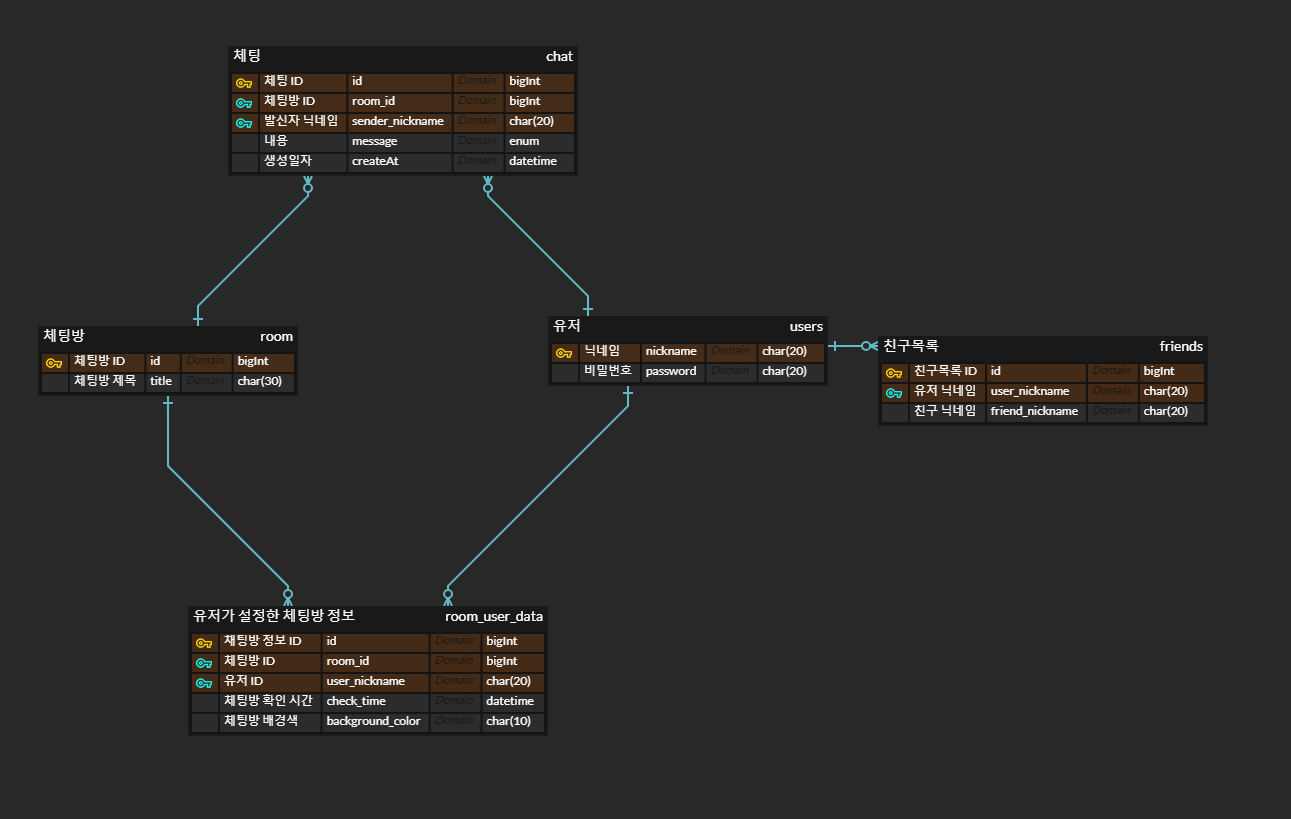 체팅 chat
체팅 ID id Domain bigInt
체팅방 ID room_id Domain bigInt
발신자 닉네임 sender_nickname Domain char(20)
내용 message Domain enum
생성일자 createAt Domain datetime
체팅방 room
체팅방 ID id Domain bigInt
체팅방 제목 title Domain char(30)
유저 users
닉네임 nickname Domain char(20)
비밀번호 password Domain char(20)
친구목록 friends
친구목록 ID id Domain bigInt
유저 닉네임 user_nickname Domain char(20)
친구 닉네임 friend_nickname Domain char(20)
유저가 설정한 체팅방 정보 room_user_data
채팅방 정보 ID id Domain bigInt
체팅방 ID room_id Domain bigInt
유저 ID user_nickname Domain char(20)
체팅방 확인 시간 check_time Domain datetime
체팅방 배경색 background_color Domain char(10)